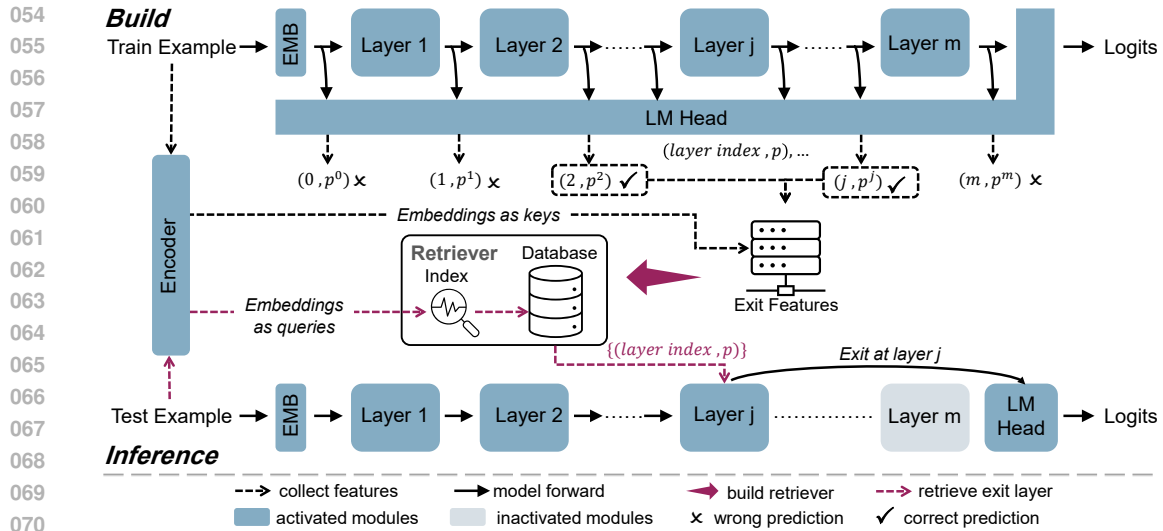 054
055
056
057
058
059
060
061
062
063
064
065
066
067
068
069
070
Build
Train Example
EMB
Layer 1
Layer 2
......
Layer j
......
Layer m
Logits
LM Head
(layer index , p), ...
(0 , p⁰) ×
(1 , p¹) ×
(2 , p²) ✓
(j , pʲ) ✓
(m , pᵐ) ×
Encoder
Embeddings as keys
Retriever
Index
Database
Exit Features
Embeddings
as queries
{(layer index , p)}
Exit at layer j
Test Example
EMB
Layer 1
Layer 2
......
Layer j
...............
Layer m
LM
Head
Logits
Inference
collect features
model forward
build retriever
retrieve exit layer
activated modules
inactivated modules
× wrong prediction
✓ correct prediction